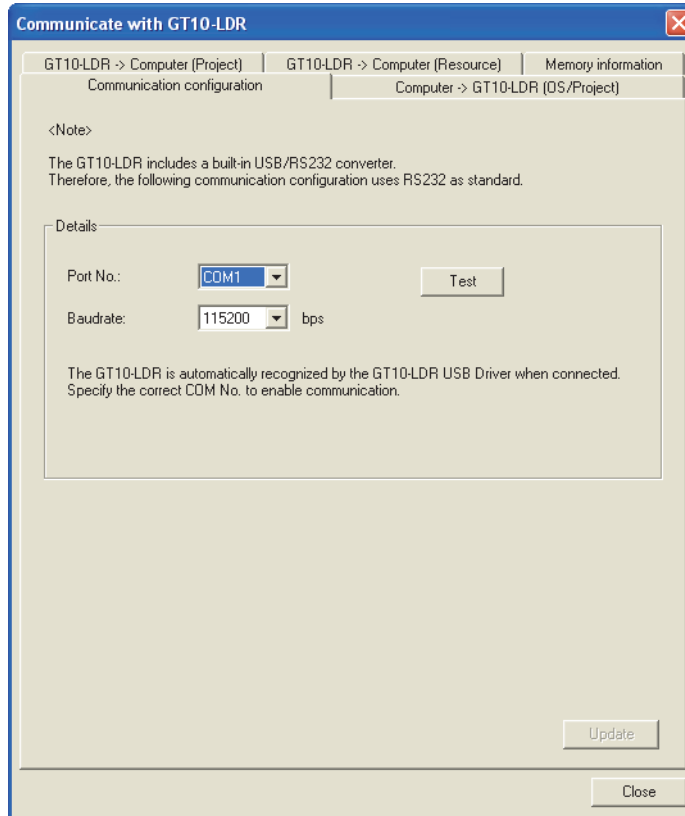 Communicate with GT10-LDR
GT10-LDR -> Computer (Project) GT10-LDR -> Computer (Resource) Memory information
Communication configuration Computer -> GT10-LDR (OS/Project)
<Note>
The GT10-LDR includes a built-in USB/RS232 converter.
Therefore, the following communication configuration uses RS232 as standard.
Details
Port No.: COM1 Test
Baudrate: 115200 bps
The GT10-LDR is automatically recognized by the GT10-LDR USB Driver when connected.
Specify the correct COM No. to enable communication.
Update
Close